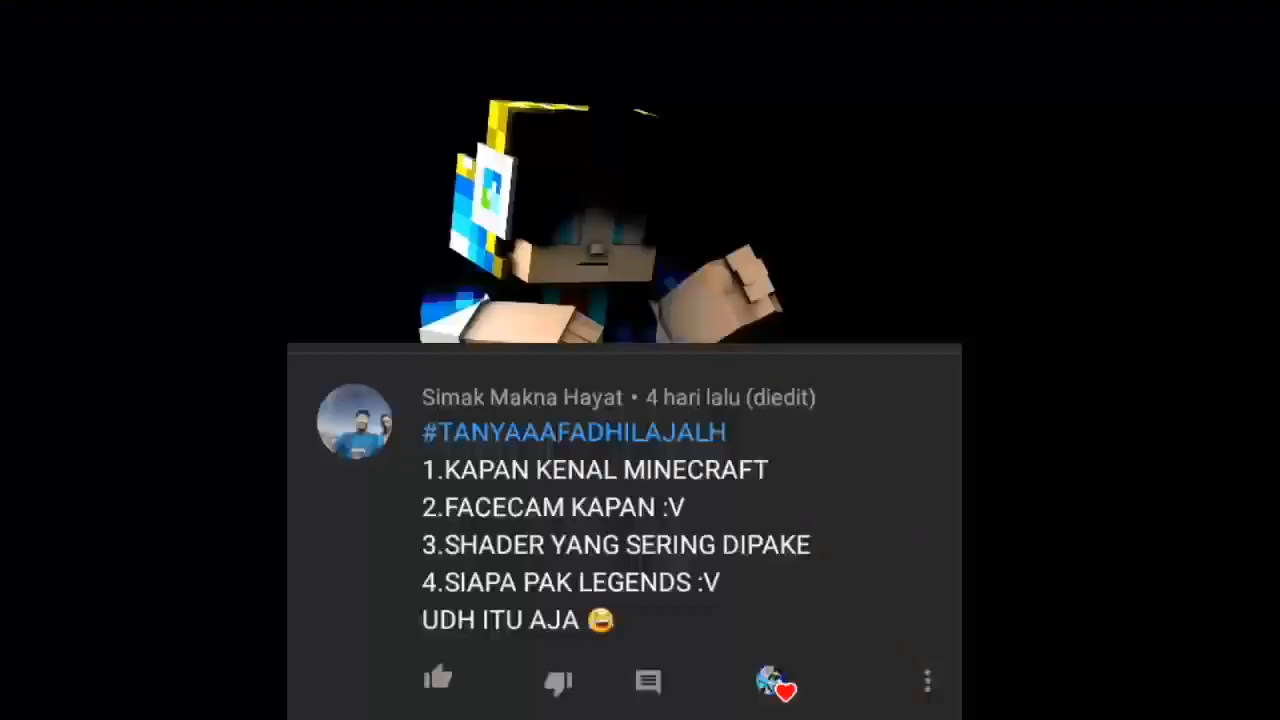 Simak Makna Hayat • 4 hari lalu (diedit)
#TANYAAAFADHILAJALH
1.KAPAN KENAL MINECRAFT
2.FACECAM KAPAN :V
3.SHADER YANG SERING DIPAKE
4.SIAPA PAK LEGENDS :V
UDH ITU AJA 😂